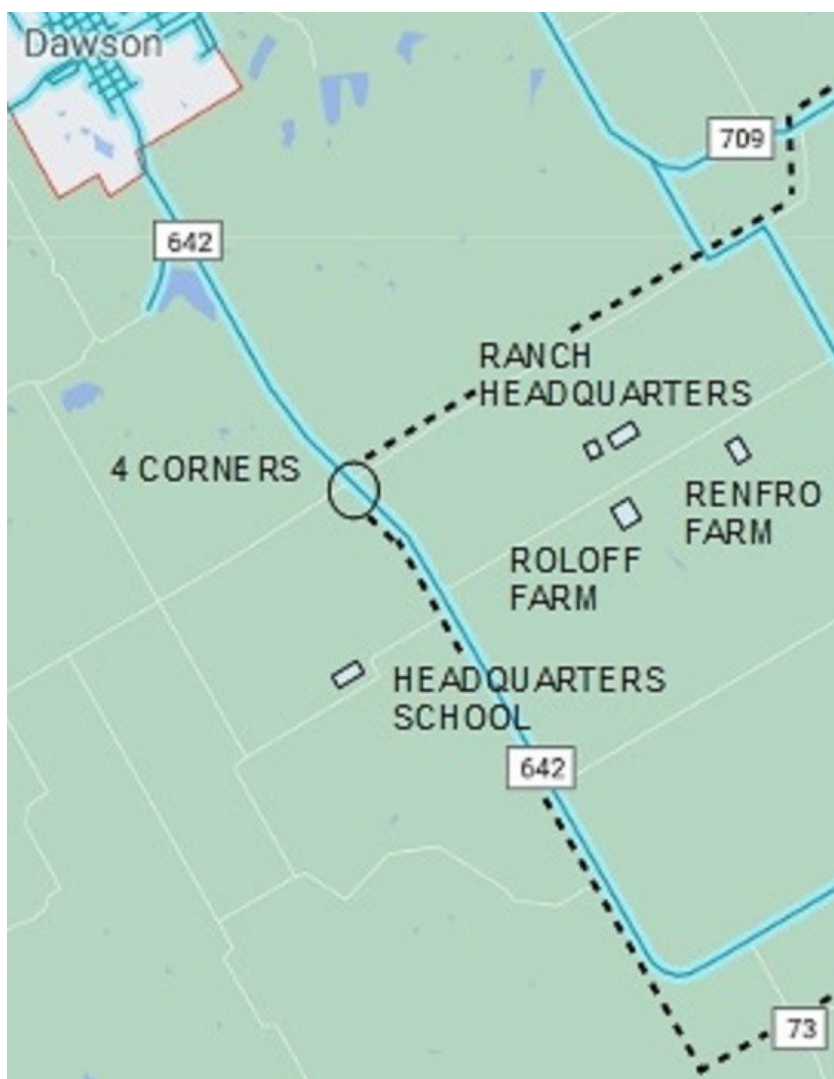 Dawson
709
642
RANCH
HEADQUARTERS
4 CORNERS
RENFRO
FARM
ROLOFF
FARM
HEADQUARTERS
SCHOOL
642
73